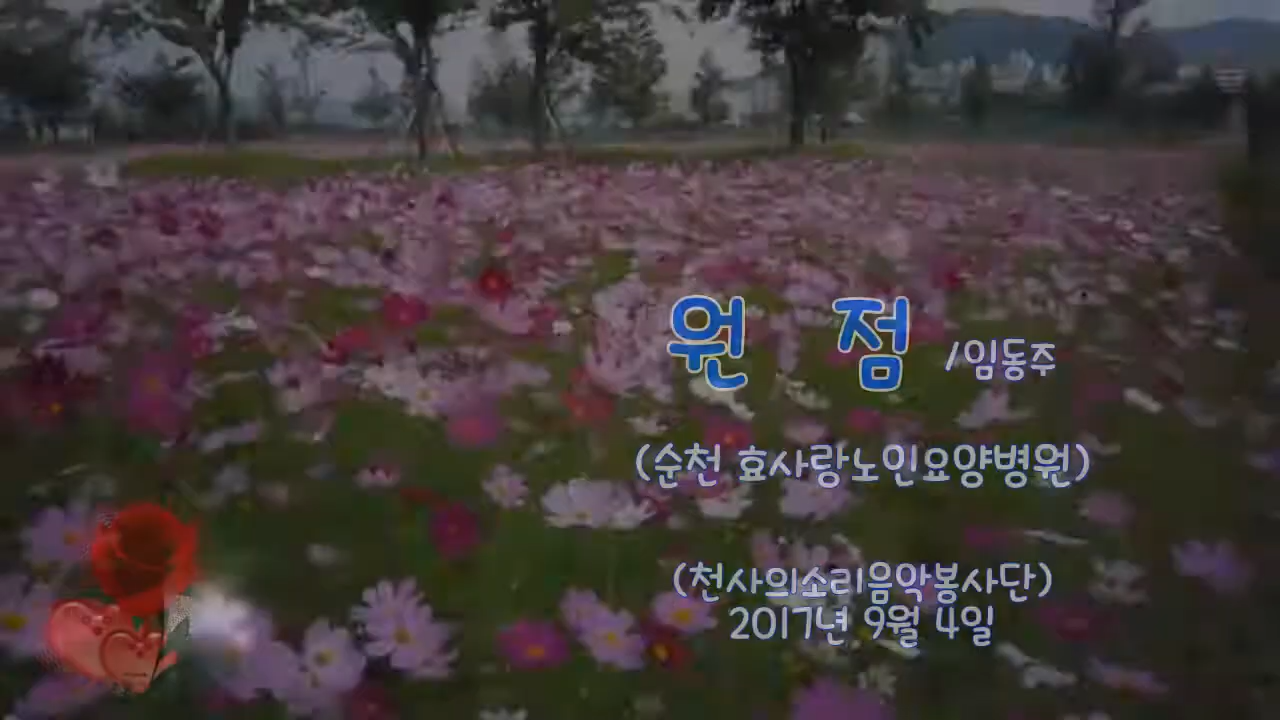 원 점 /임동주
(순천 효사랑노인요양병원)
(천사의소리음악봉사단)
2017년 9월 4일